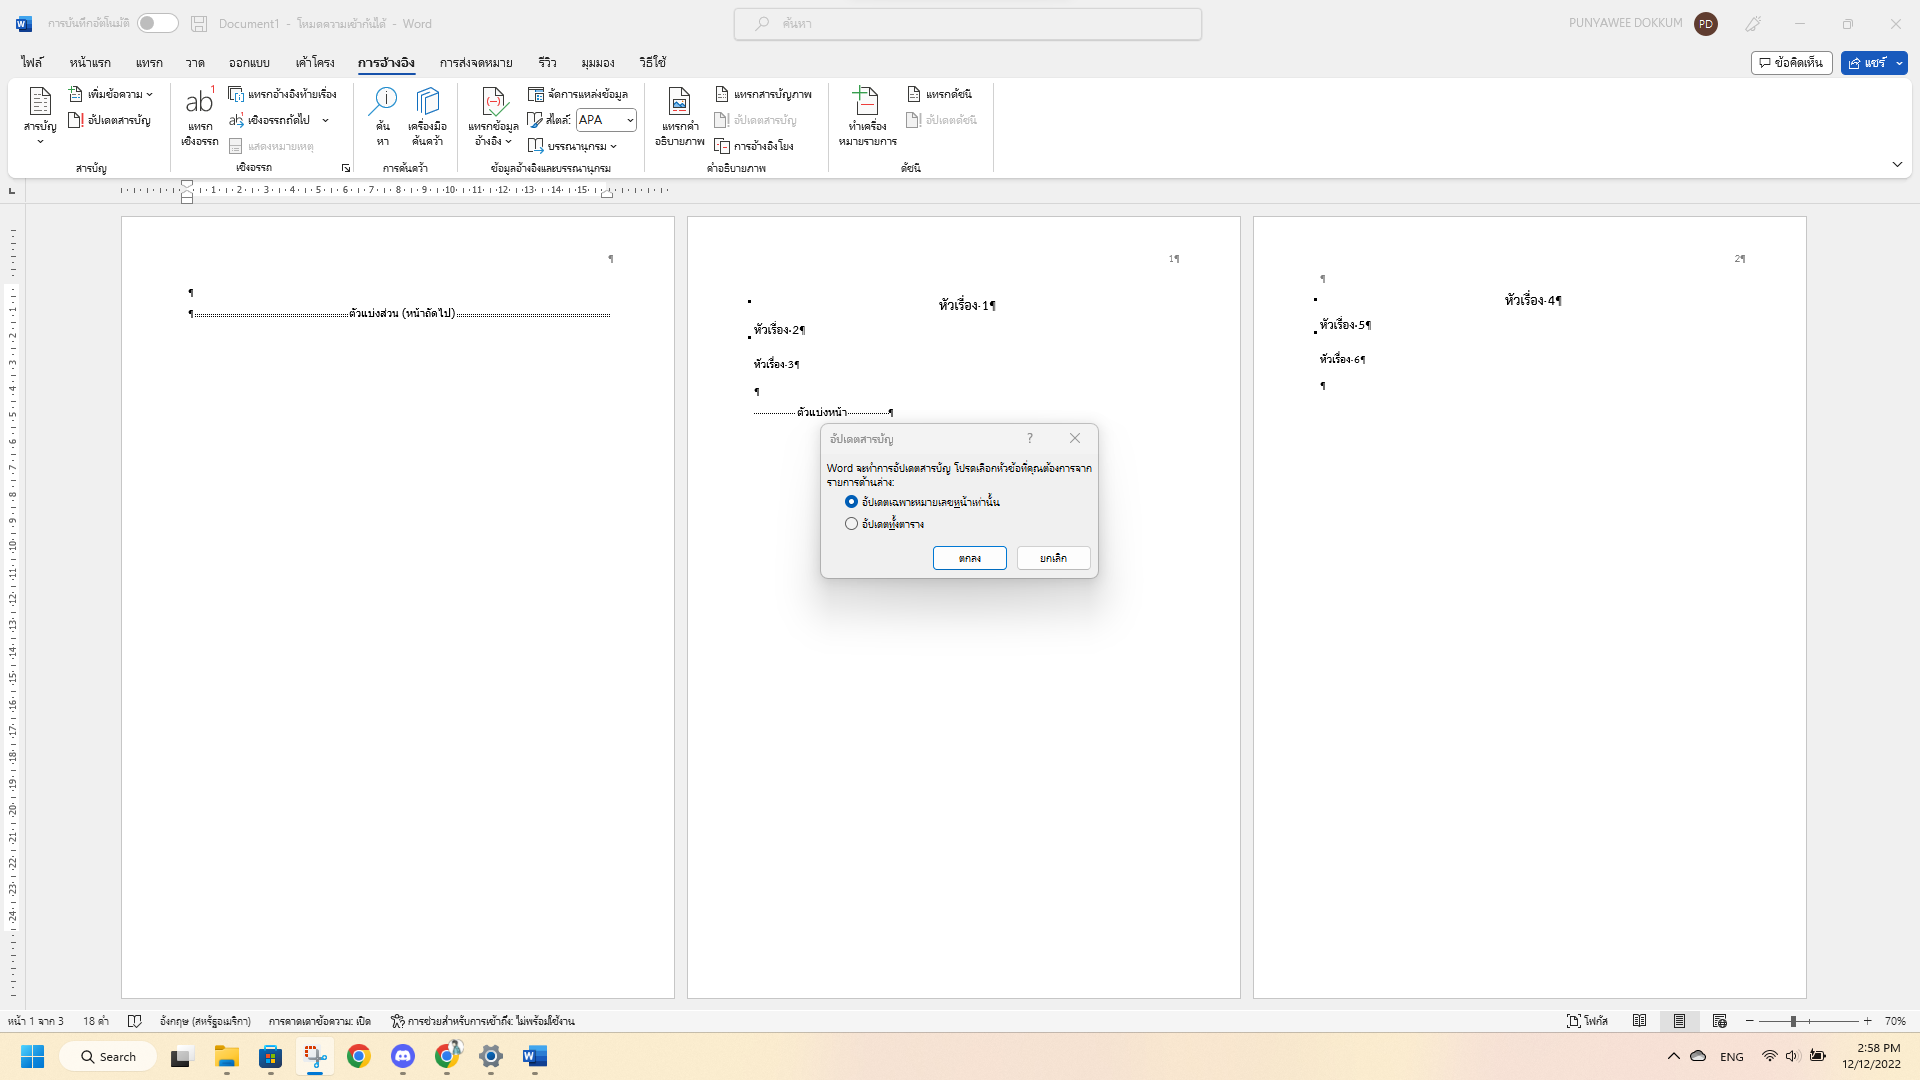 การบันทึกอัตโนมัติ
Document1 - โหมดความเข้ากันได้ - Word
ค้นหา
PUNYAWEE DOKKUM
PD
ไฟล์ หน้าแรก แทรก วาด ออกแบบ เค้าโครง การอ้างอิง การส่งจดหมาย รีวิว มุมมอง วิธีใช้
ข้อคิดเห็น
แชร์
สารบัญ
เพิ่มข้อความ
อัปเดตสารบัญ
สารบัญ
ab1
แทรก
เชิงอรรถ
แทรกอ้างอิงท้ายเรื่อง
เชิงอรรถถัดไป
แสดงหมายเหตุ
เชิงอรรถ
ค้น
หา
เครื่องมือ
ค้นคว้า
การค้นคว้า
แทรกข้อมูล
อ้างอิง
จัดการแหล่งข้อมูล
สไตล์: APA
บรรณานุกรม
ข้อมูลอ้างอิงและบรรณานุกรม
แทรกคำ
อธิบายภาพ
แทรกสารบัญภาพ
อัปเดตสารบัญ
การอ้างอิงโยง
คำอธิบายภาพ
ทำเครื่อง
หมายรายการ
แทรกดัชนี
อัปเดตดัชนี
ดัชนี
1 2 3 4 5 6 7 8 9 10 11 12 13 14 15
1 2 3 4 5 6 7 8 9 10 11 12 13 14 15 16 17 18 19 20 21 22 23 24
¶
¶
¶ตัวแบ่งส่วน (หน้าถัดไป)
1¶
หัวเรื่อง·1¶
หัวเรื่อง·2¶
หัวเรื่อง·3¶
¶
ตัวแบ่งหน้า¶
2¶
¶
หัวเรื่อง·4¶
หัวเรื่อง·5¶
หัวเรื่อง·6¶
¶
อัปเดตสารบัญ ?
Word จะทำการอัปเดตสารบัญ โปรดเลือกหัวข้อที่คุณต้องการจาก
รายการด้านล่าง:
อัปเดตเฉพาะหมายเลขหน้าเท่านั้น
อัปเดตทั้งตาราง
ตกลง ยกเลิก
หน้า 1 จาก 3 18 คำ อังกฤษ (สหรัฐอเมริกา) การคาดเดาข้อความ: เปิด การช่วยสำหรับการเข้าถึง: ไม่พร้อมใช้งาน
โฟกัส
70%
Search
ENG
2:58 PM
12/12/2022